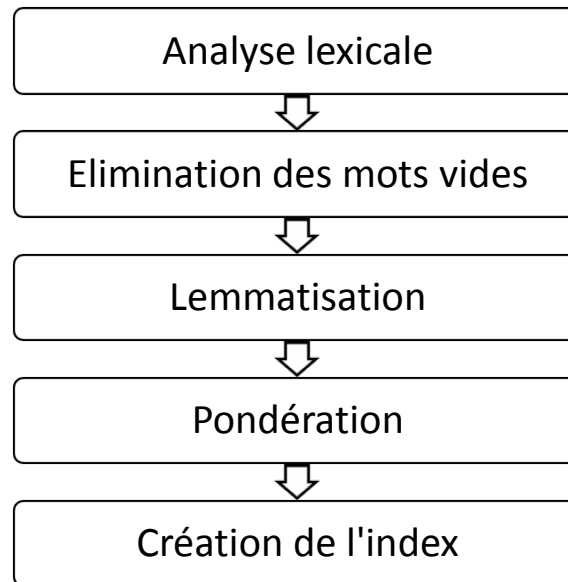 Analyse lexicale
Elimination des mots vides
Lemmatisation
Pondération
Création de l'index